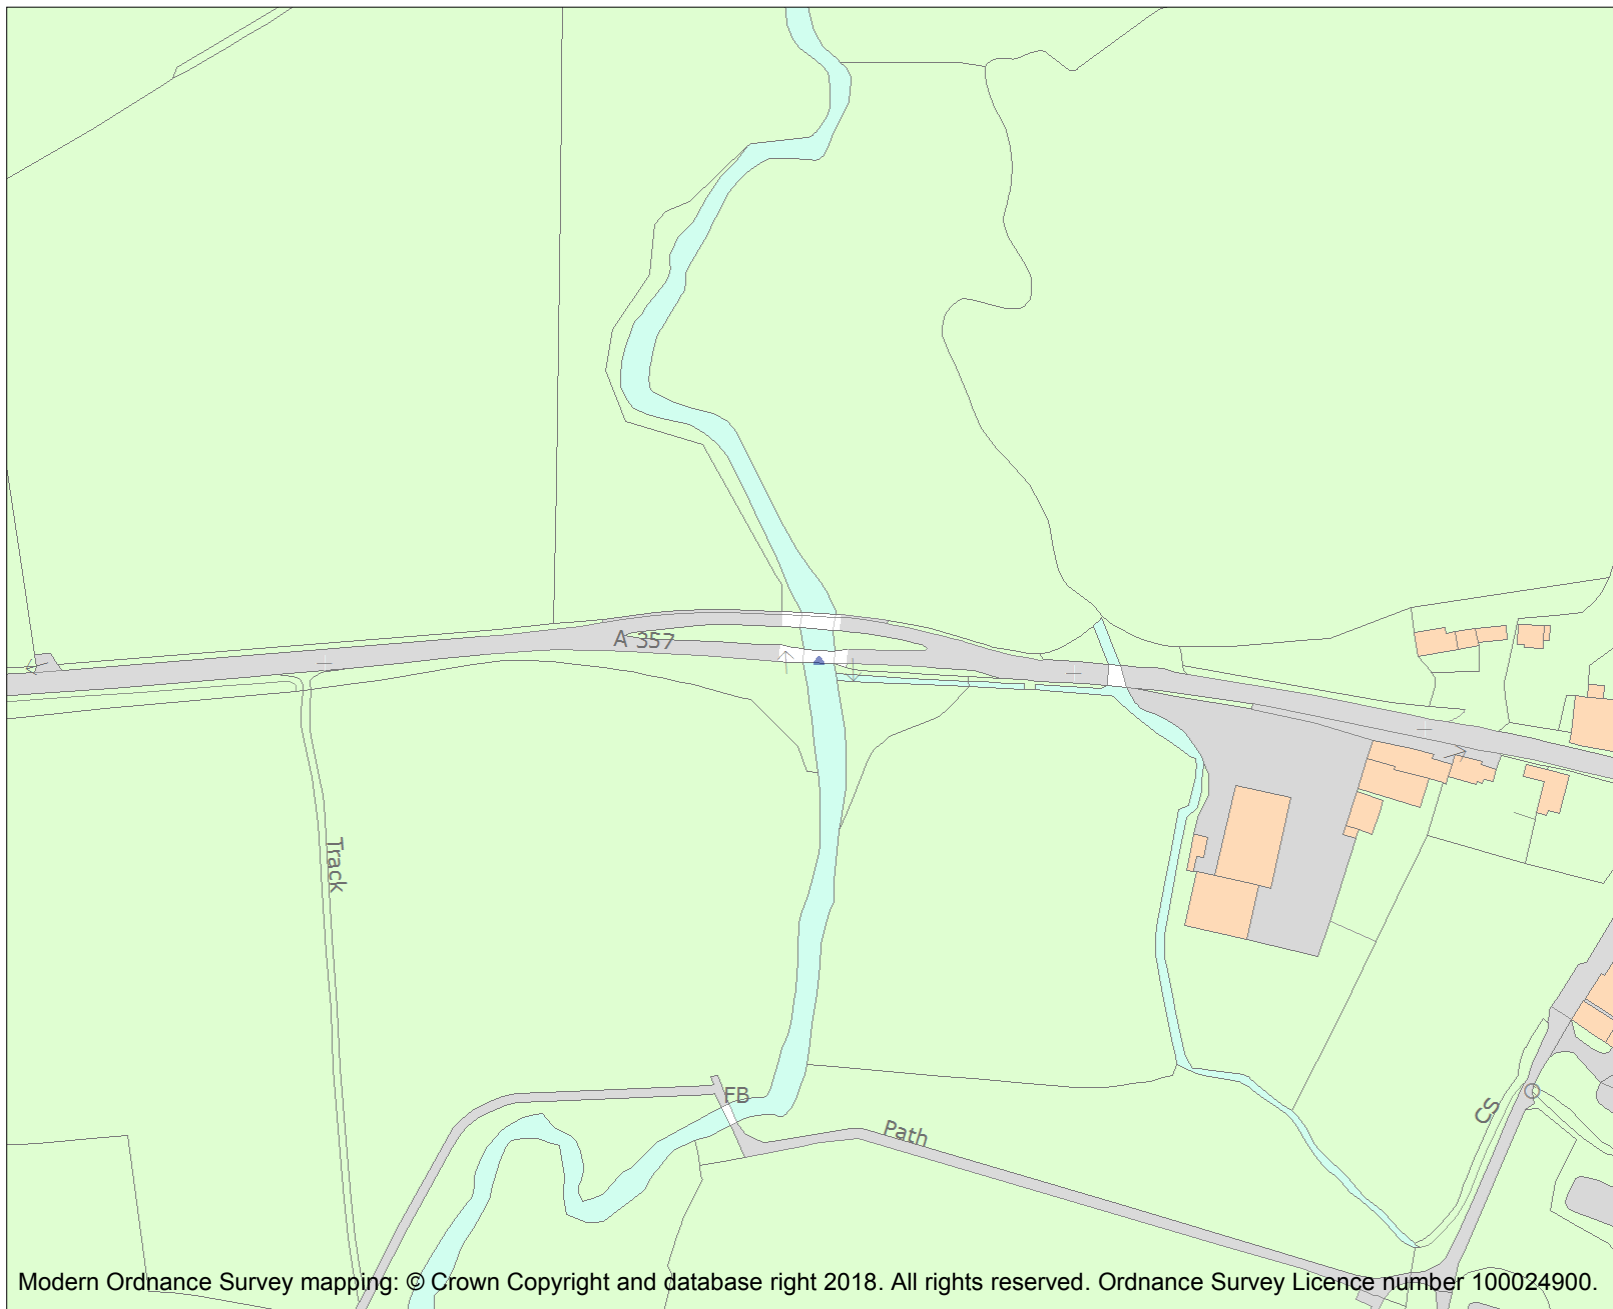 A 357
Track
FB
Path
CS
Modern Ordnance Survey mapping: © Crown Copyright and database right 2018. All rights reserved. Ordnance Survey Licence number 100024900.